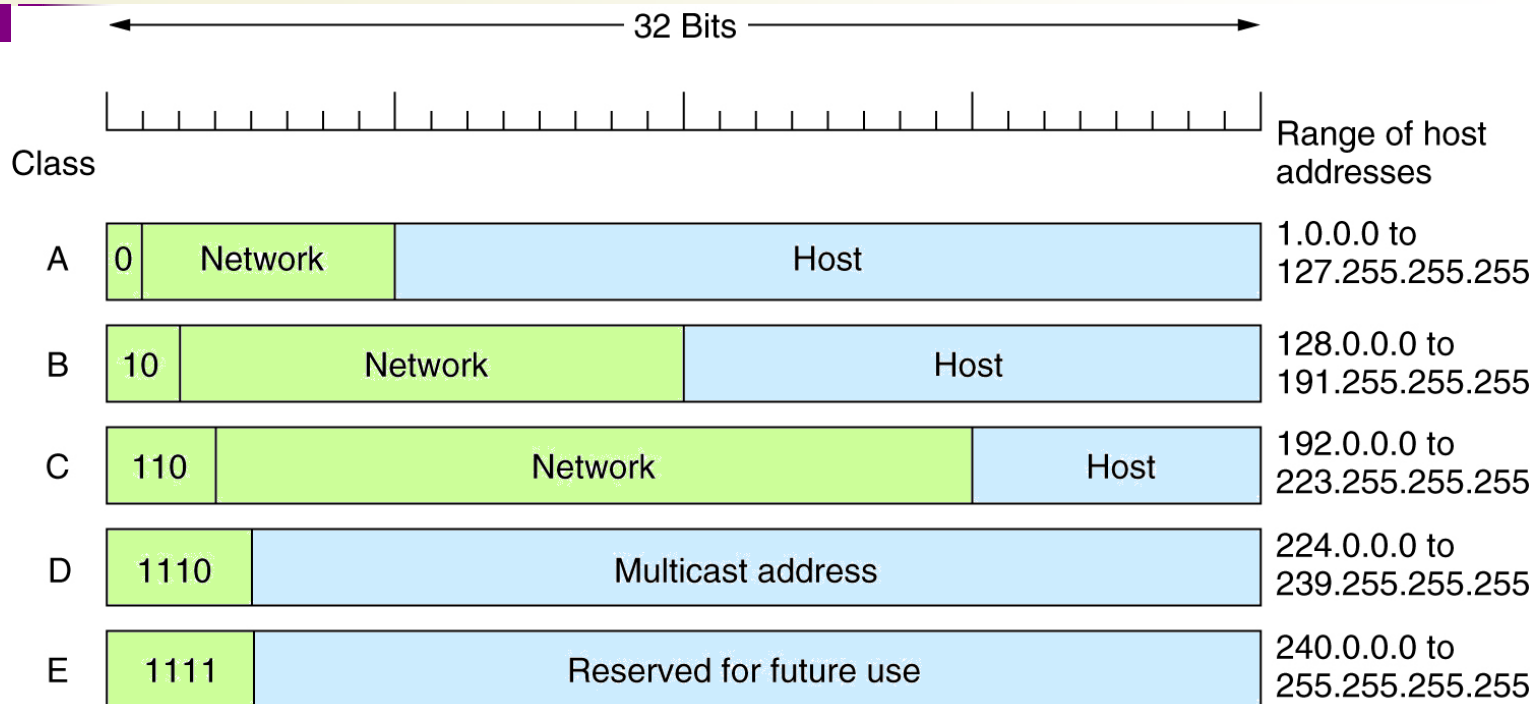 32 Bits
Class
Range of host
addresses
A
0
Network
Host
1.0.0.0 to
127.255.255.255
B
10
Network
Host
128.0.0.0 to
191.255.255.255
C
110
Network
Host
192.0.0.0 to
223.255.255.255
D
1110
Multicast address
224.0.0.0 to
239.255.255.255
E
1111
Reserved for future use
240.0.0.0 to
255.255.255.255